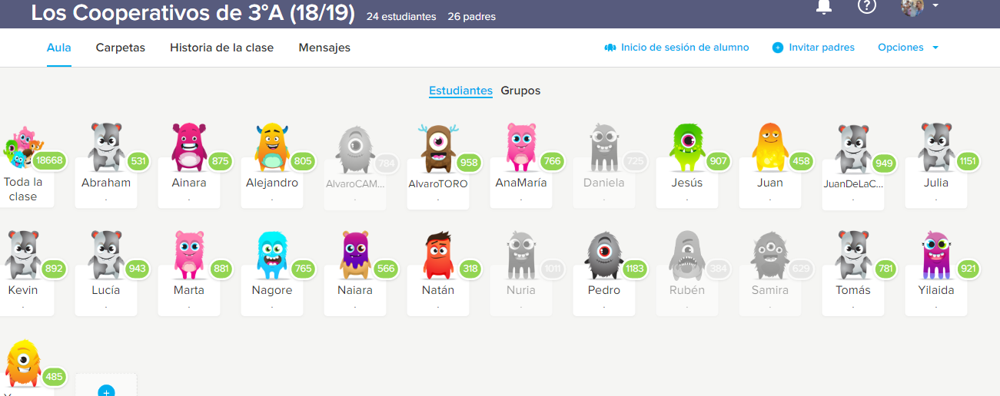 Los Cooperativos de 3°A (18/19) 24 estudiantes 26 padres
Aula Carpetas Historia de la clase Mensajes Inicio de sesión de alumno Invitar padres Opciones
Estudiantes Grupos
18668 531 875 805 784 958 766 725 907 458 949 1151
Toda la clase Abraham Ainara Alejandro AlvaroCAM... AlvaroTORO AnaMaría Daniela Jesús Juan JuanDeLaC... Julia
892 943 881 765 566 318 1011 1183 384 629 781 921
Kevin Lucía Marta Nagore Naiara Natán Nuria Pedro Rubén Samira Tomás Yilaida
485